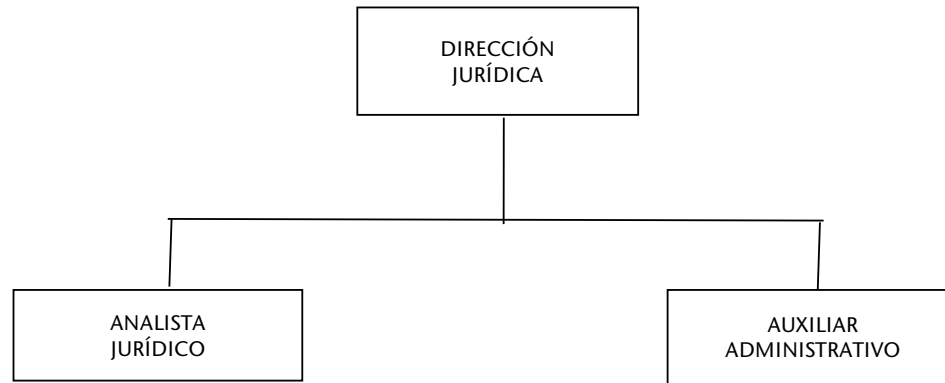 DIRECCIÓN
JURÍDICA
ANALISTA
JURÍDICO
AUXILIAR
ADMINISTRATIVO